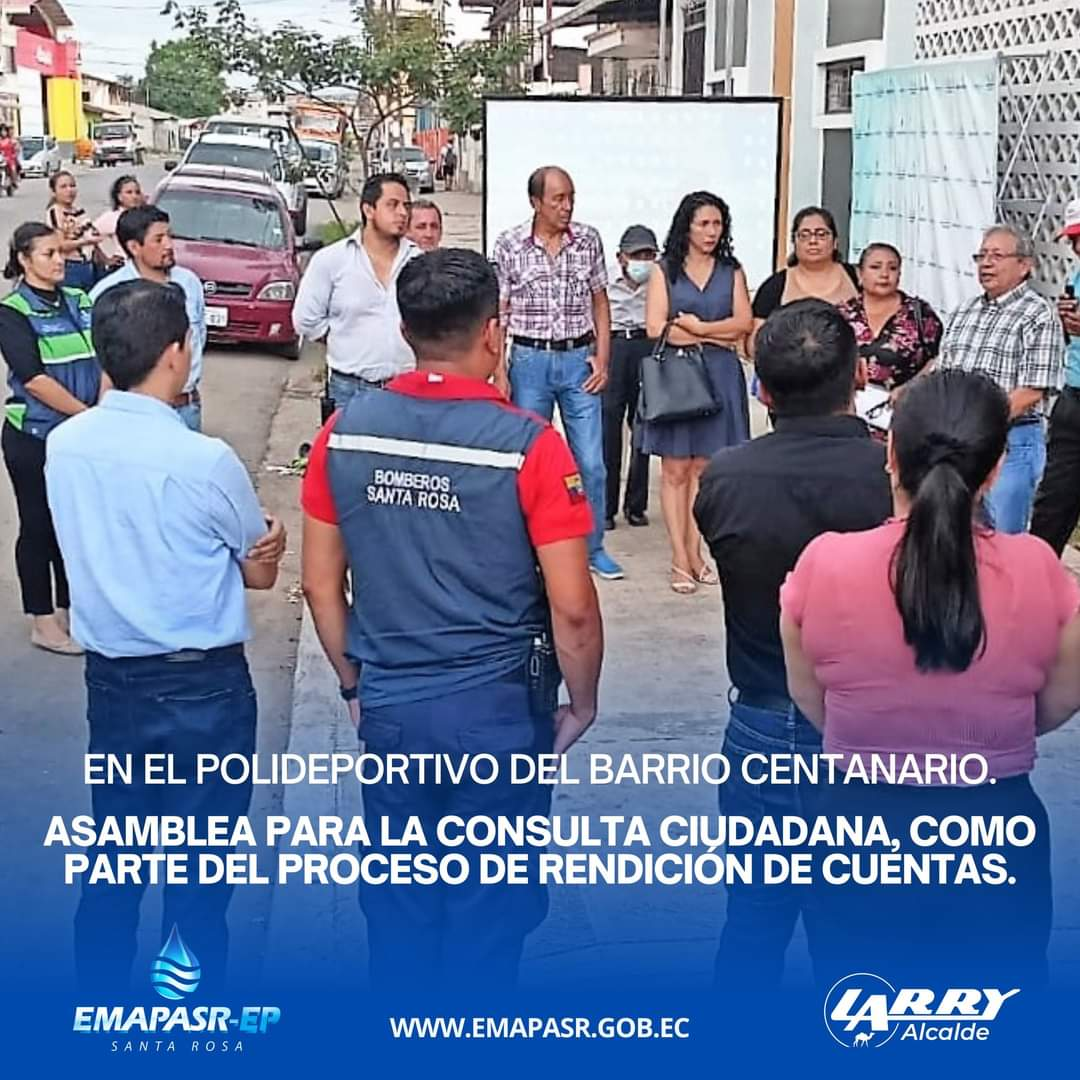 BOMBEROS
SANTA ROSA
EN EL POLIDEPORTIVO DEL BARRIO CENTANARIO.
ASAMBLEA PARA LA CONSULTA CIUDADANA, COMO
PARTE DEL PROCESO DE RENDICIÓN DE CUENTAS.
EMAPASR-EP
SANTA ROSA
WWW.EMAPASR.GOB.EC
LARRY
Alcalde